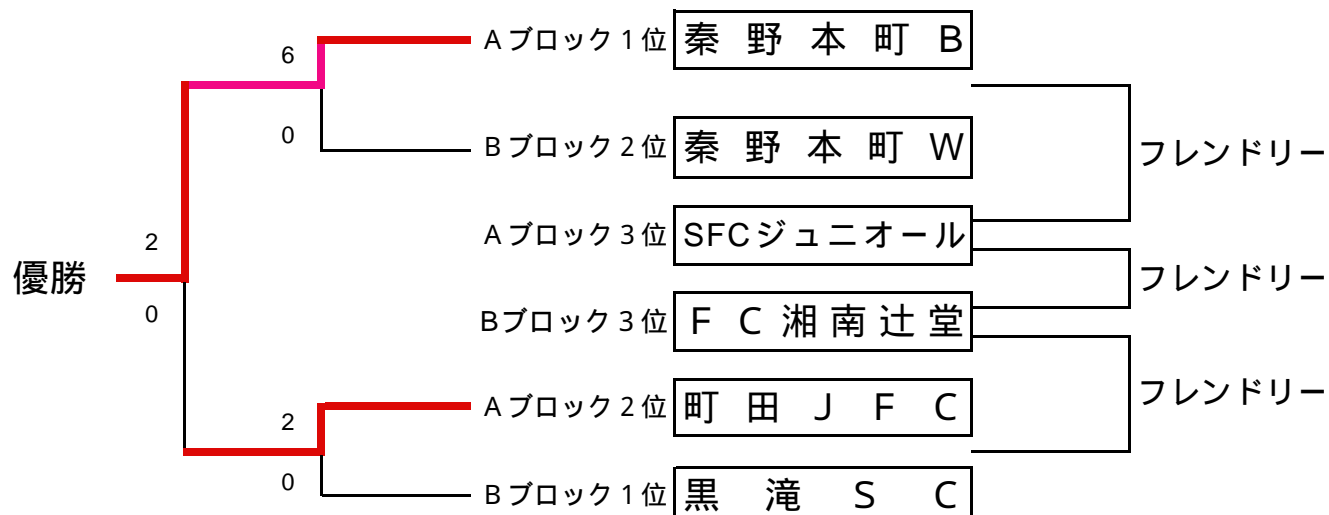 6
Aブロック1位 秦野本町B
0
Bブロック2位 秦野本町W
フレンドリー
2
Aブロック3位 SFCジュニオール
優勝
フレンドリー
0
Bブロック3位 FC湘南辻堂
フレンドリー
2
Aブロック2位 町田JFC
0
Bブロック1位 黒滝SC